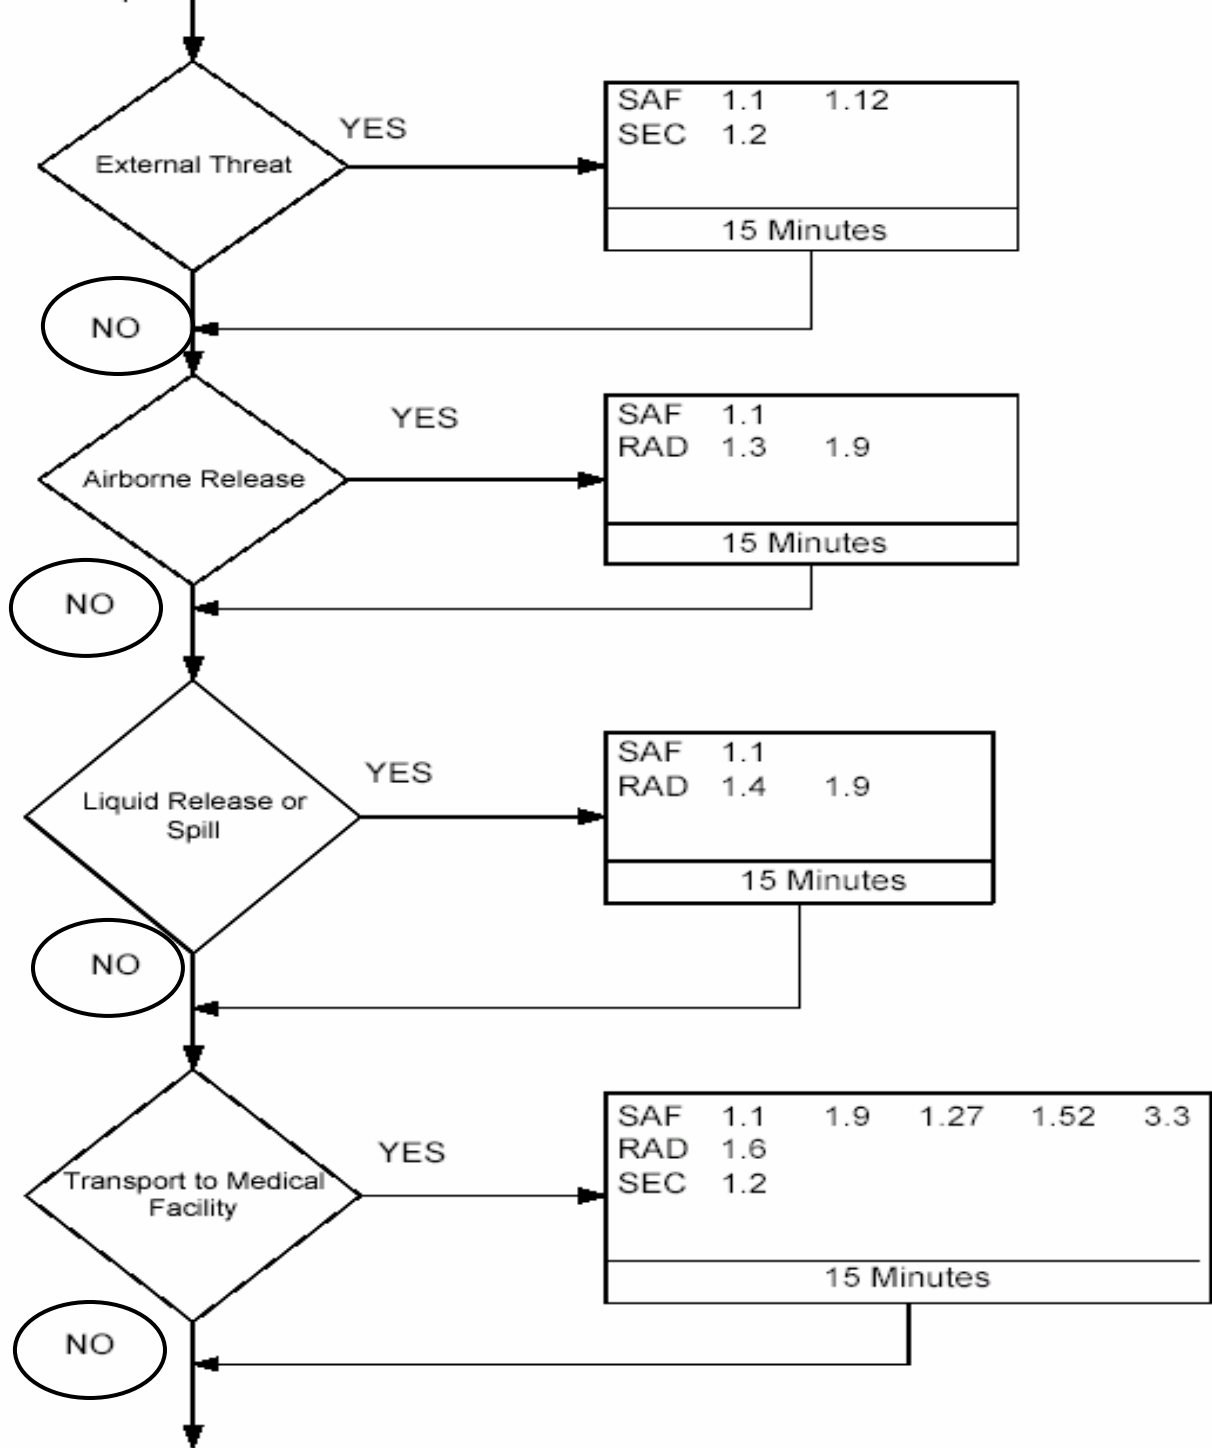 YES
SAF 1.1 1.12
SEC 1.2
External Threat
15 Minutes
NO
YES
SAF 1.1
RAD 1.3 1.9
Airborne Release
15 Minutes
NO
YES
SAF 1.1
RAD 1.4 1.9
Liquid Release or
Spill
15 Minutes
NO
YES
SAF 1.1 1.9 1.27 1.52 3.3
RAD 1.6
SEC 1.2
Transport to Medical
Facility
15 Minutes
NO